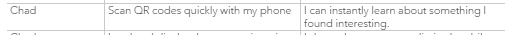 Chad Scan QR codes quickly with my phone I can instantly learn about something I
found interesting.